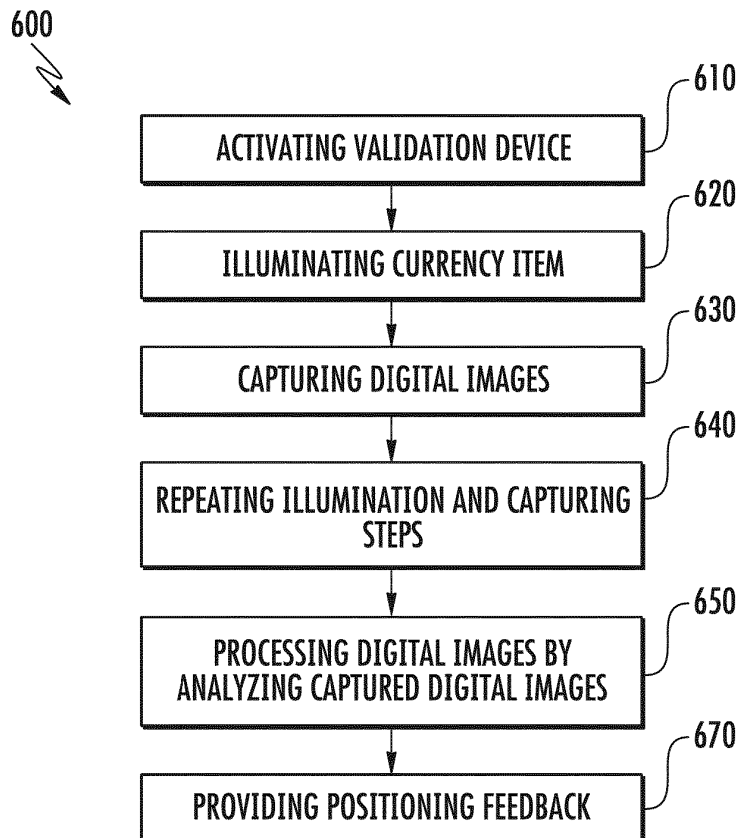 600
610
ACTIVATING VALIDATION DEVICE
620
ILLUMINATING CURRENCY ITEM
630
CAPTURING DIGITAL IMAGES
640
REPEATING ILLUMINATION AND CAPTURING
STEPS
650
PROCESSING DIGITAL IMAGES BY
ANALYZING CAPTURED DIGITAL IMAGES
670
PROVIDING POSITIONING FEEDBACK